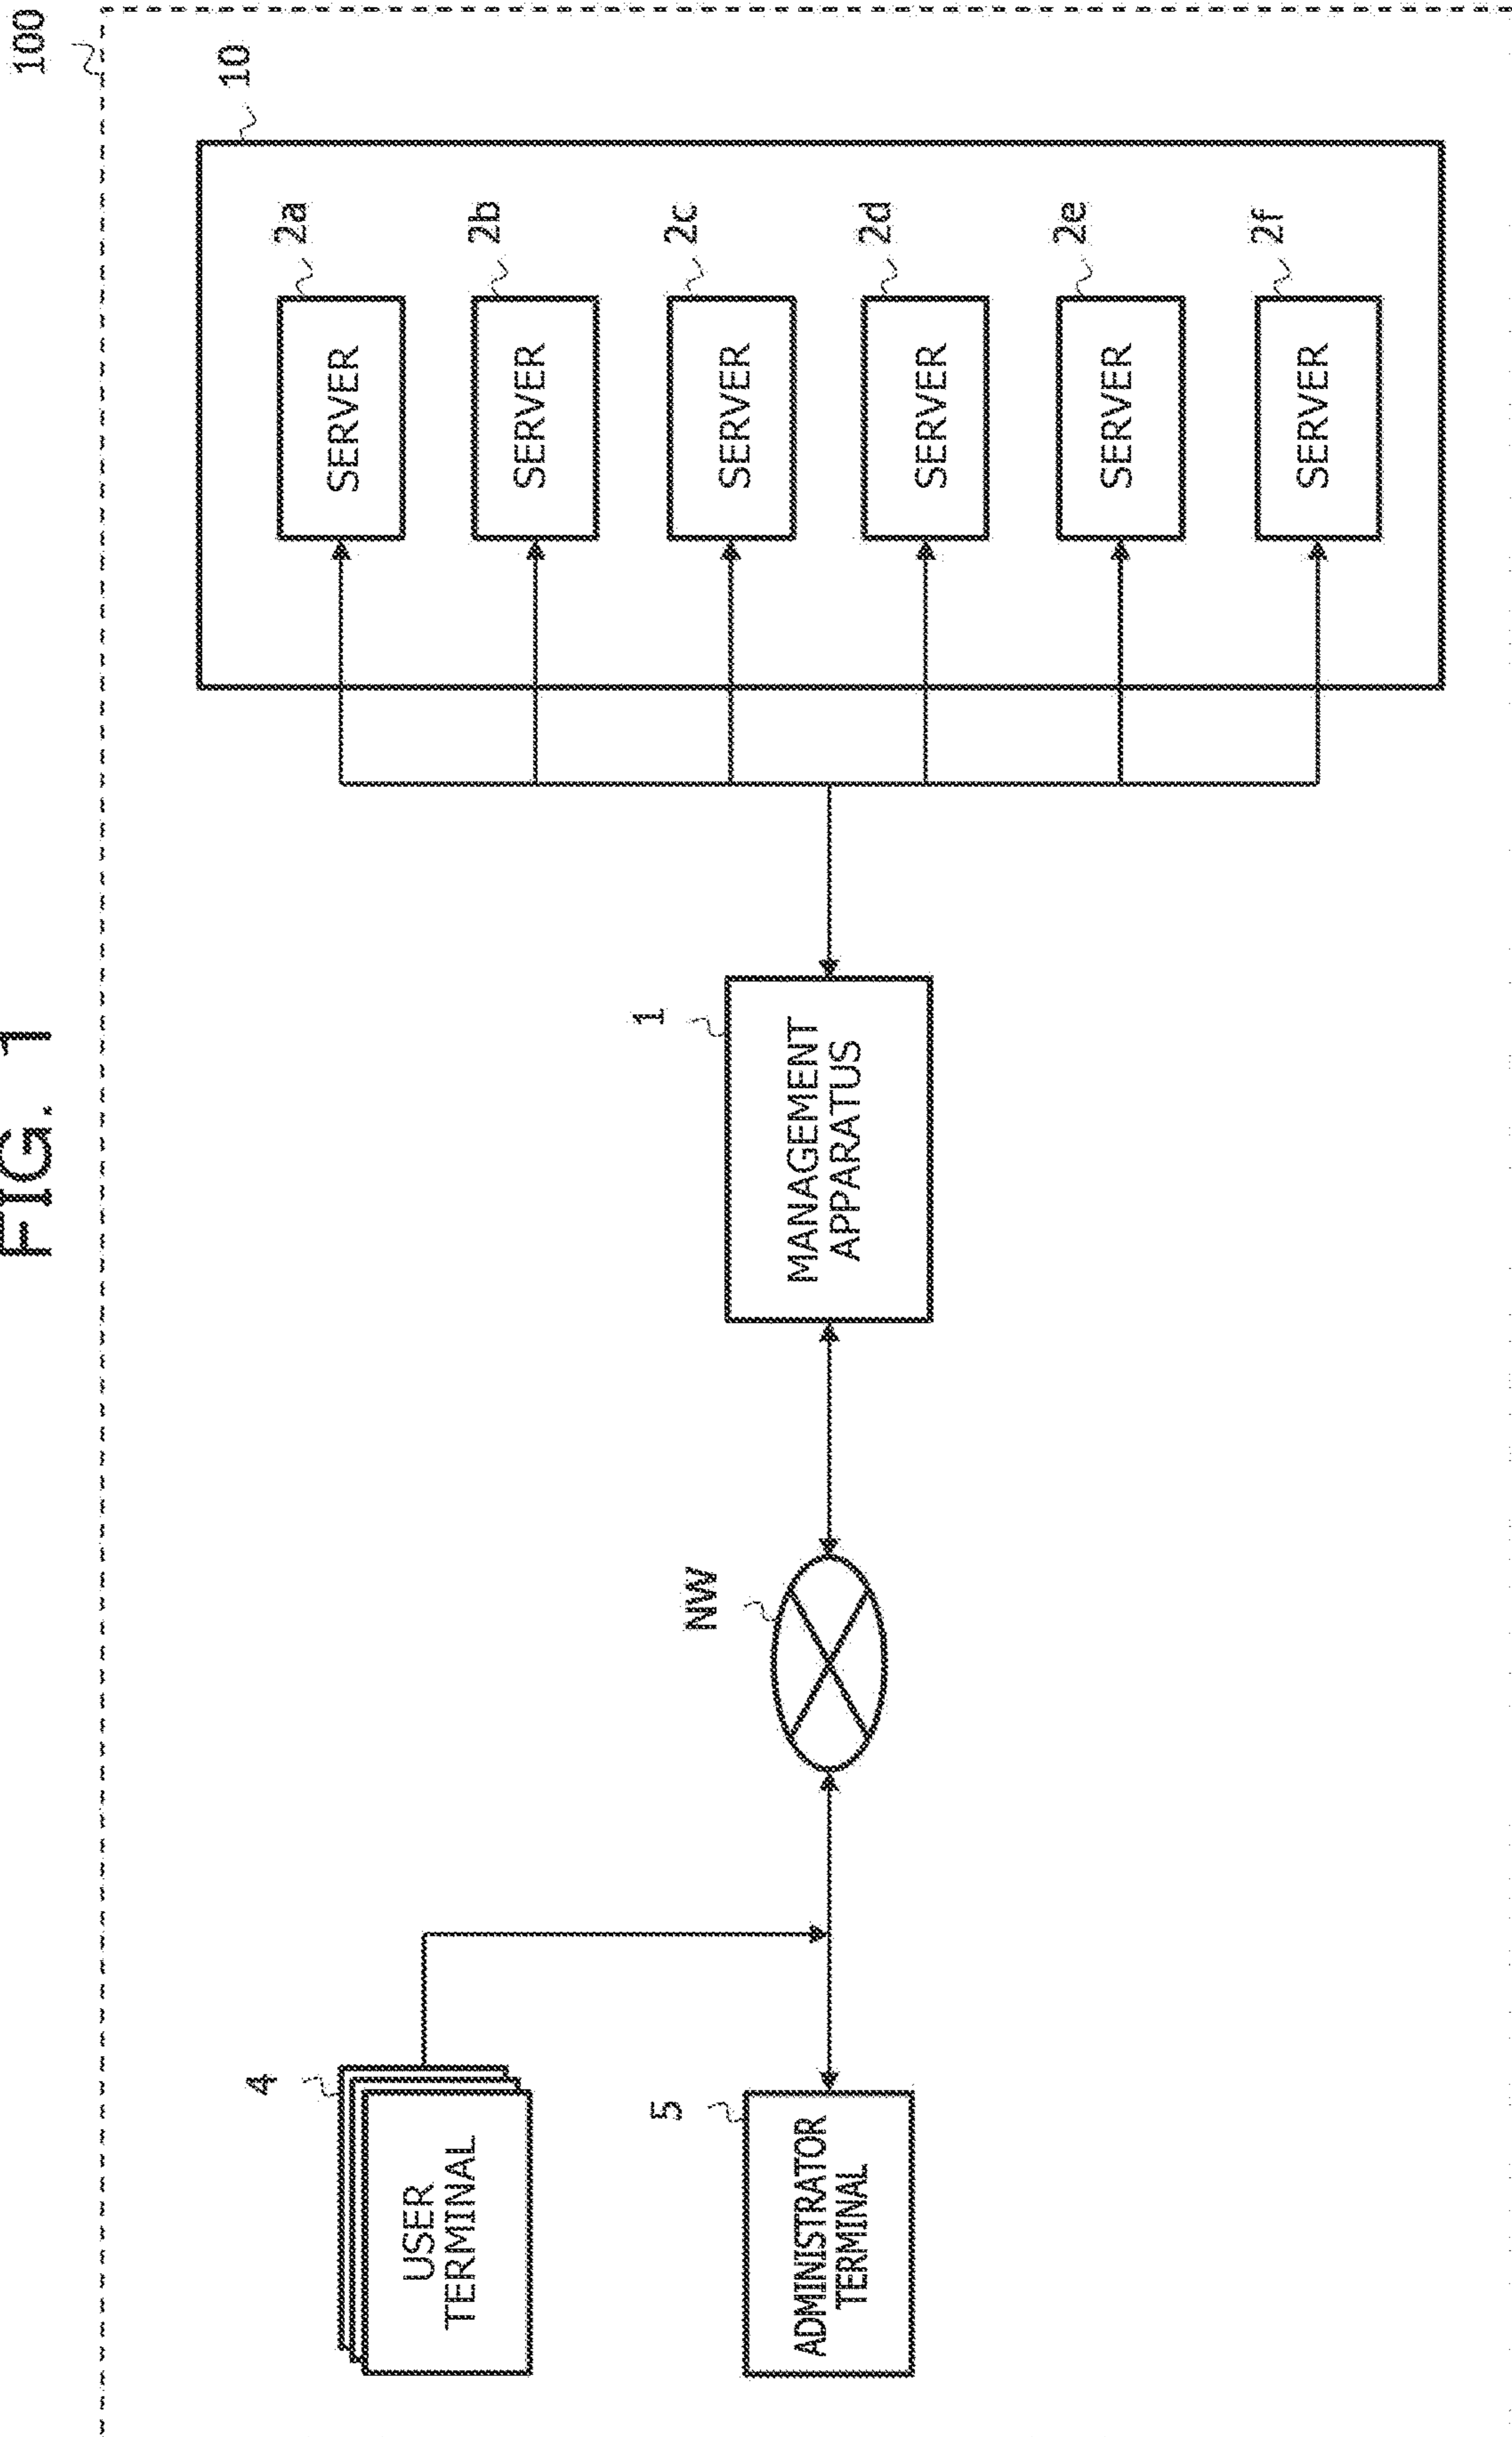 FIG. 1
100
10
2a
SERVER
2b
SERVER
2c
SERVER
2d
SERVER
2e
SERVER
2f
SERVER
1
MANAGEMENT
APPARATUS
NW
4
USER
TERMINAL
5
ADMINISTRATOR
TERMINAL